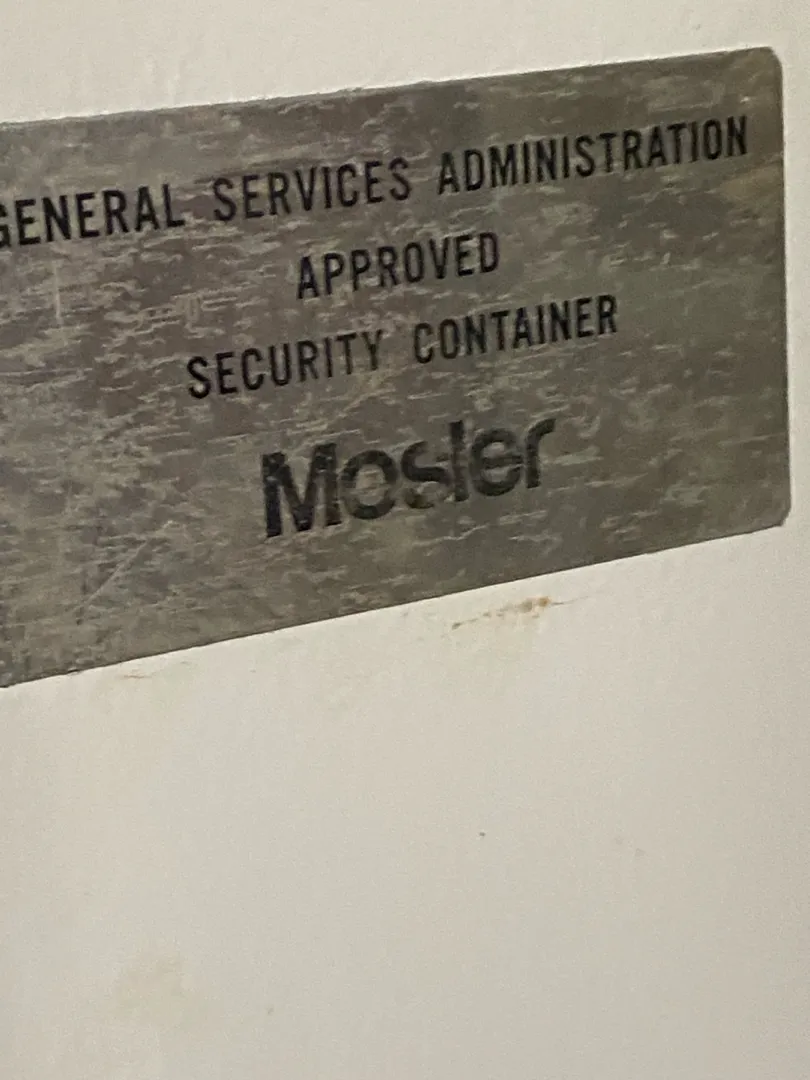 GENERAL SERVICES ADMINISTRATION
APPROVED
SECURITY CONTAINER
Mosler